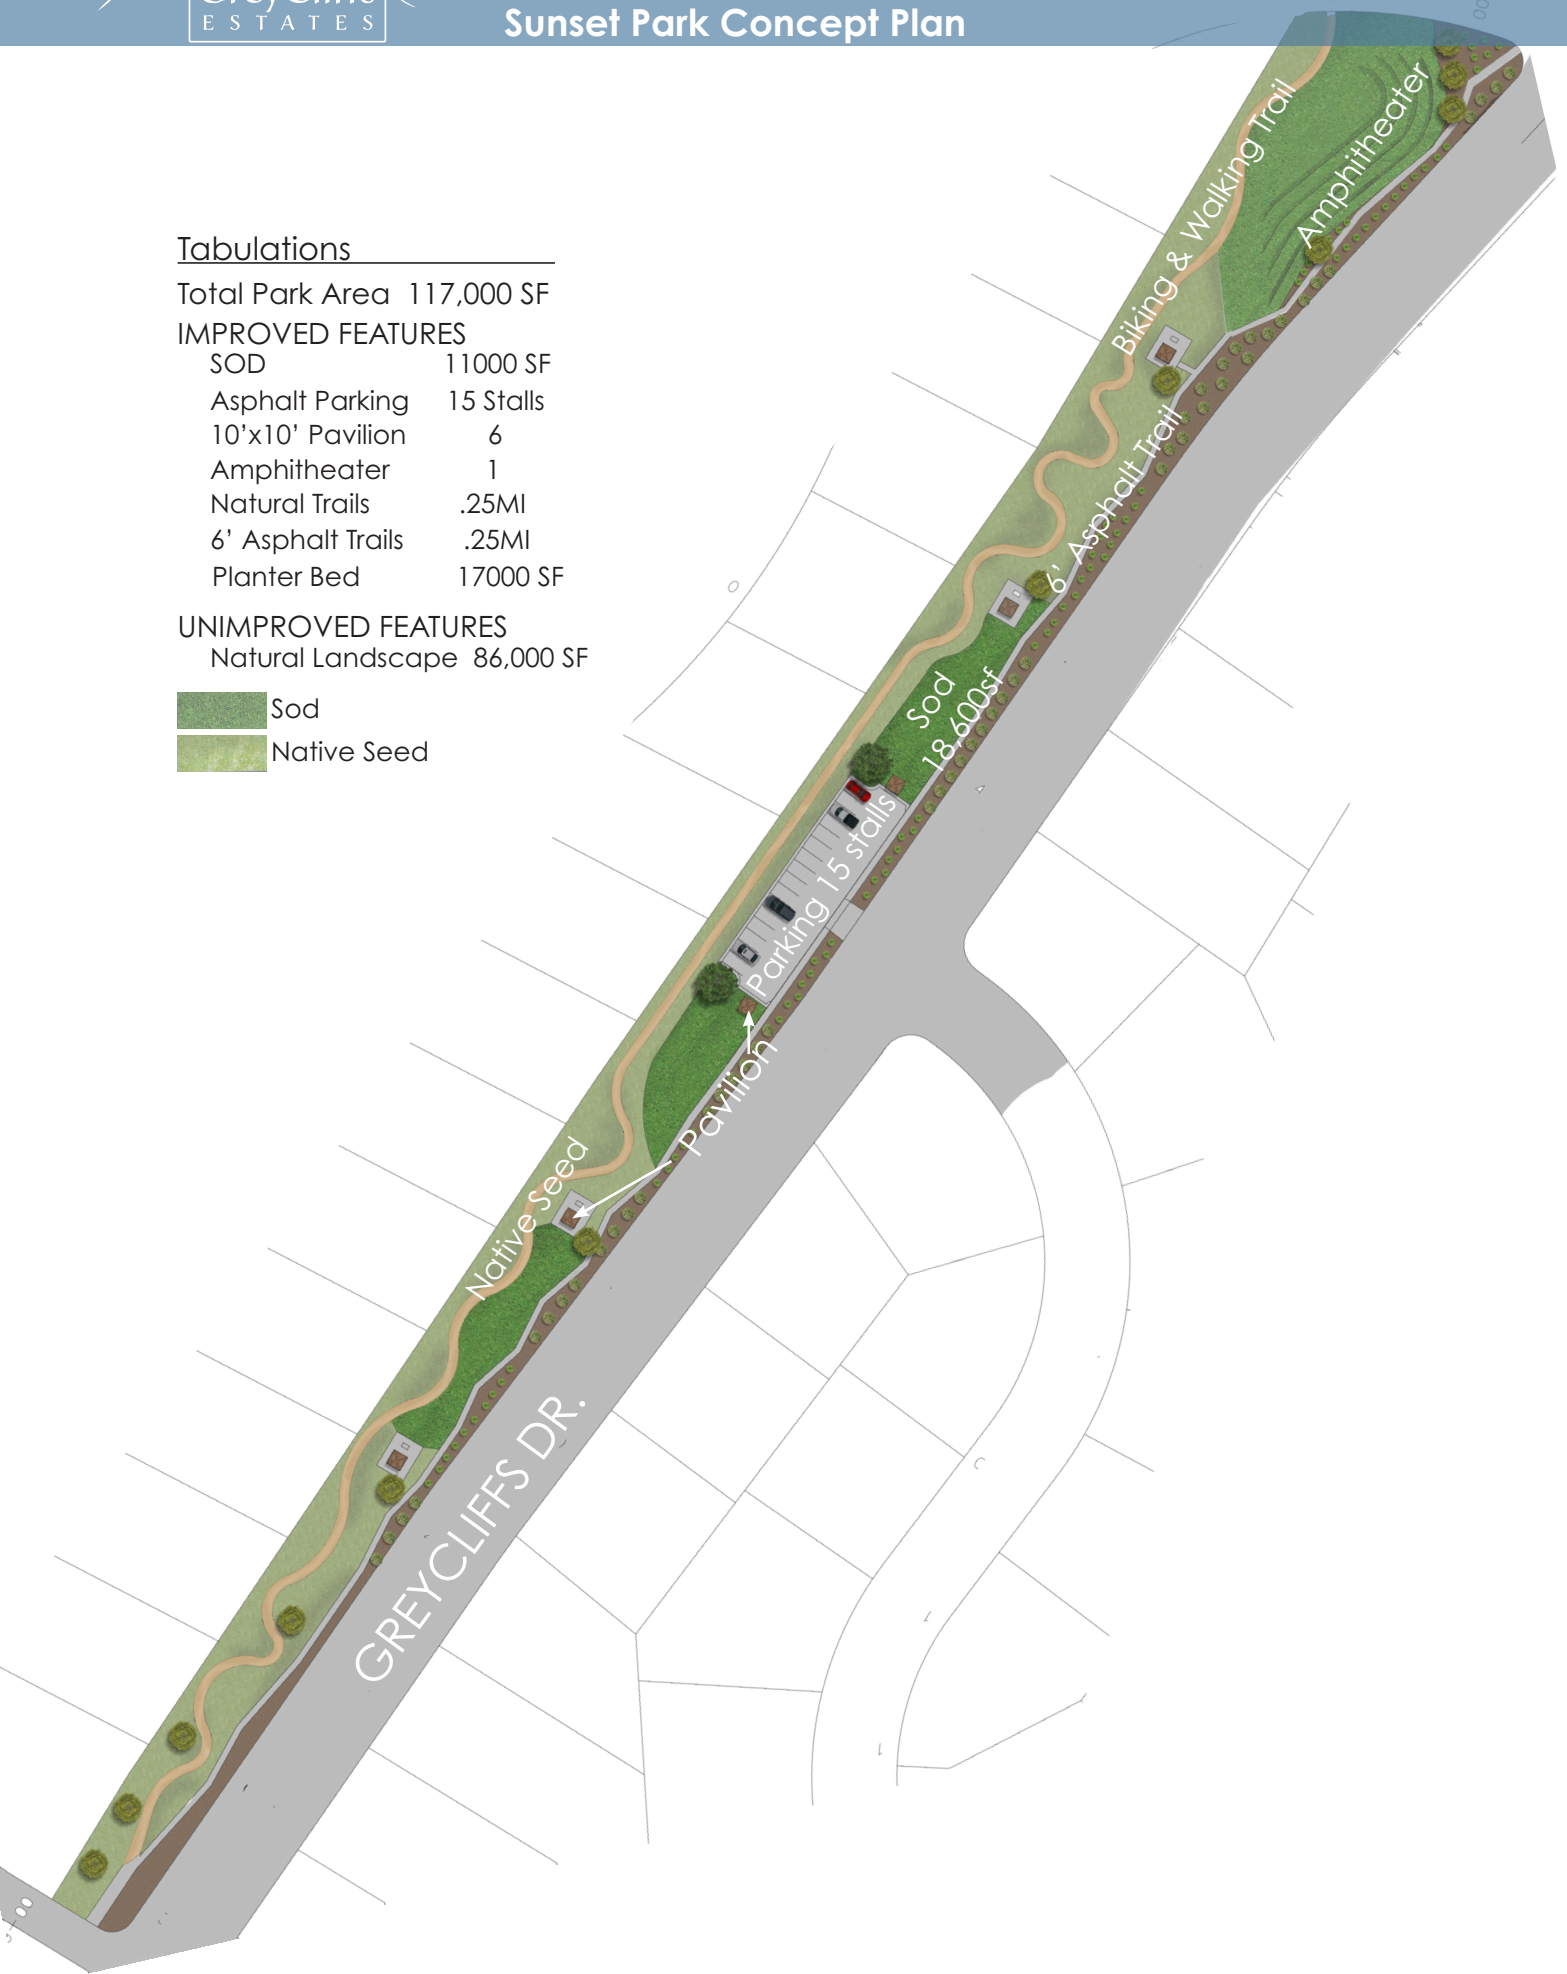 ESTATES
Sunset Park Concept Plan
Tabulations
Total Park Area 117,000 SF
IMPROVED FEATURES
SOD 11000 SF
Asphalt Parking 15 Stalls
10’x10’ Pavilion 6
Amphitheater 1
Natural Trails .25MI
6’ Asphalt Trails .25MI
Planter Bed 17000 SF
UNIMPROVED FEATURES
Natural Landscape 86,000 SF
Sod
Native Seed
Biking & Walking Trail
Amphitheater
6’ Asphalt Trail
Sod
18,600sf
Parking 15 stalls
Pavilion
Native Seed
GREYCLIFFS DR.